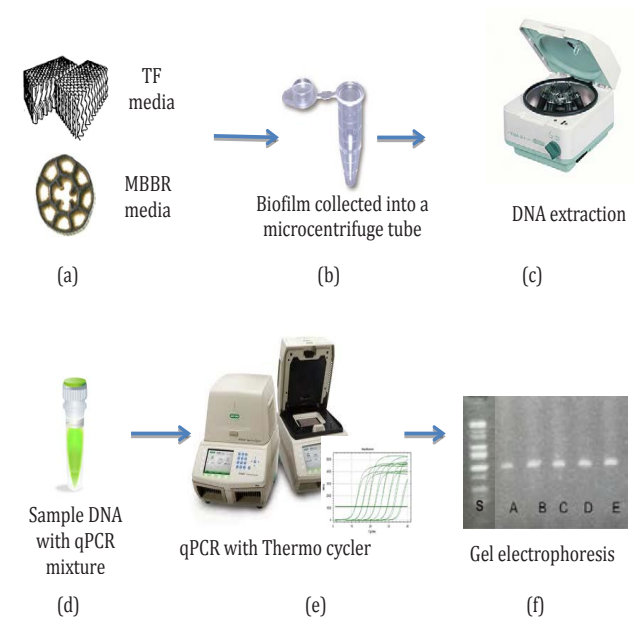 TF
media
MBBR
media
Biofilm collected into a
microcentrifuge tube
DNA extraction
(a)
(b)
(c)
S A B C D E
Sample DNA
with qPCR
mixture
qPCR with Thermo cycler
Gel electrophoresis
(d)
(e)
(f)